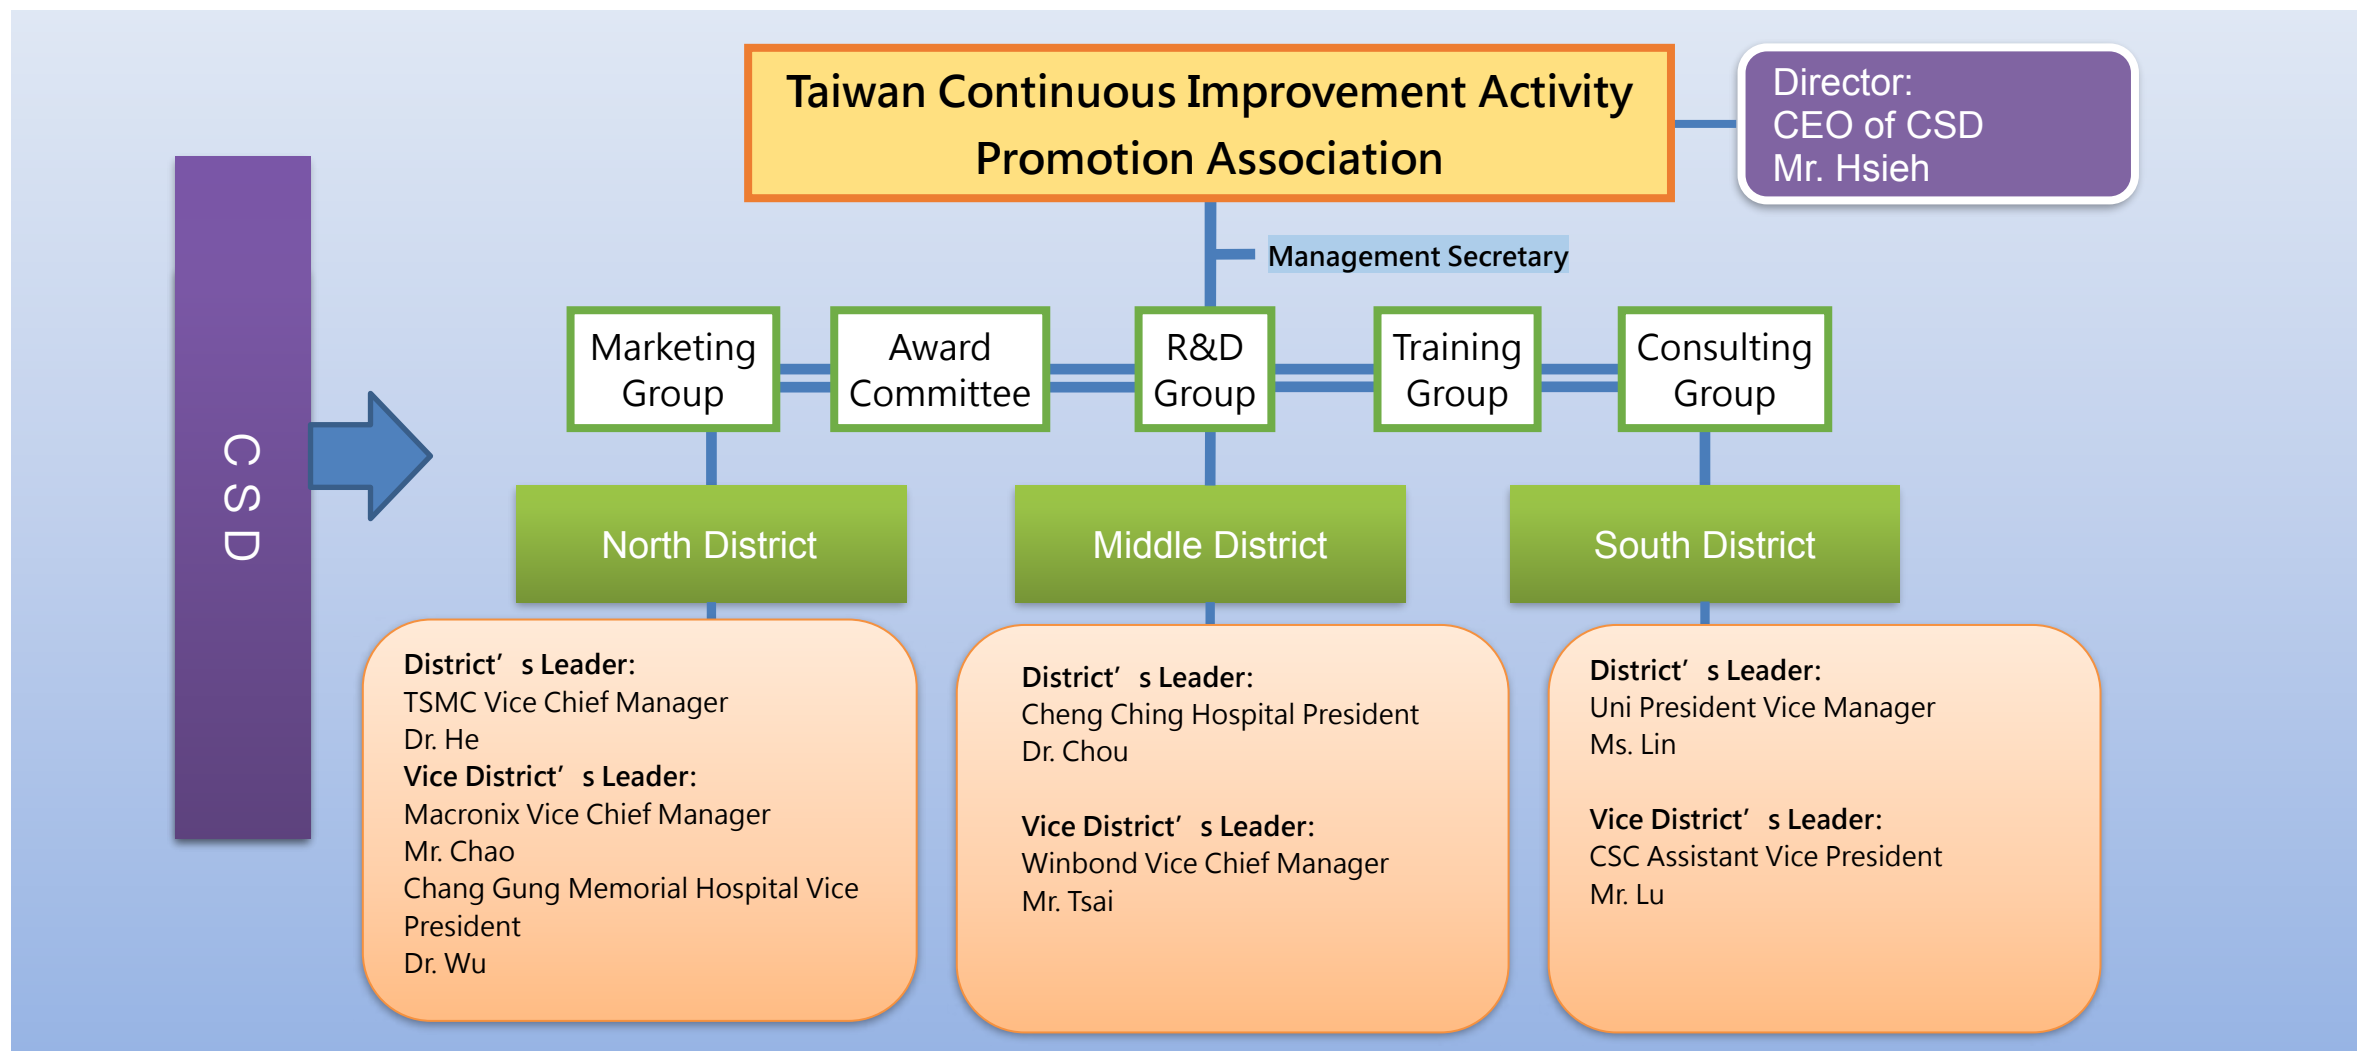 Taiwan Continuous Improvement Activity
Promotion Association
Director:
CEO of CSD
Mr. Hsieh
Management Secretary
CSD
Marketing
Group
Award
Committee
R&D
Group
Training
Group
Consulting
Group
North District
Middle District
South District
District’s Leader:
TSMC Vice Chief Manager
Dr. He
Vice District’s Leader:
Macronix Vice Chief Manager
Mr. Chao
Chang Gung Memorial Hospital Vice
President
Dr. Wu
District’s Leader:
Cheng Ching Hospital President
Dr. Chou
Vice District’s Leader:
Winbond Vice Chief Manager
Mr. Tsai
District’s Leader:
Uni President Vice Manager
Ms. Lin
Vice District’s Leader:
CSC Assistant Vice President
Mr. Lu